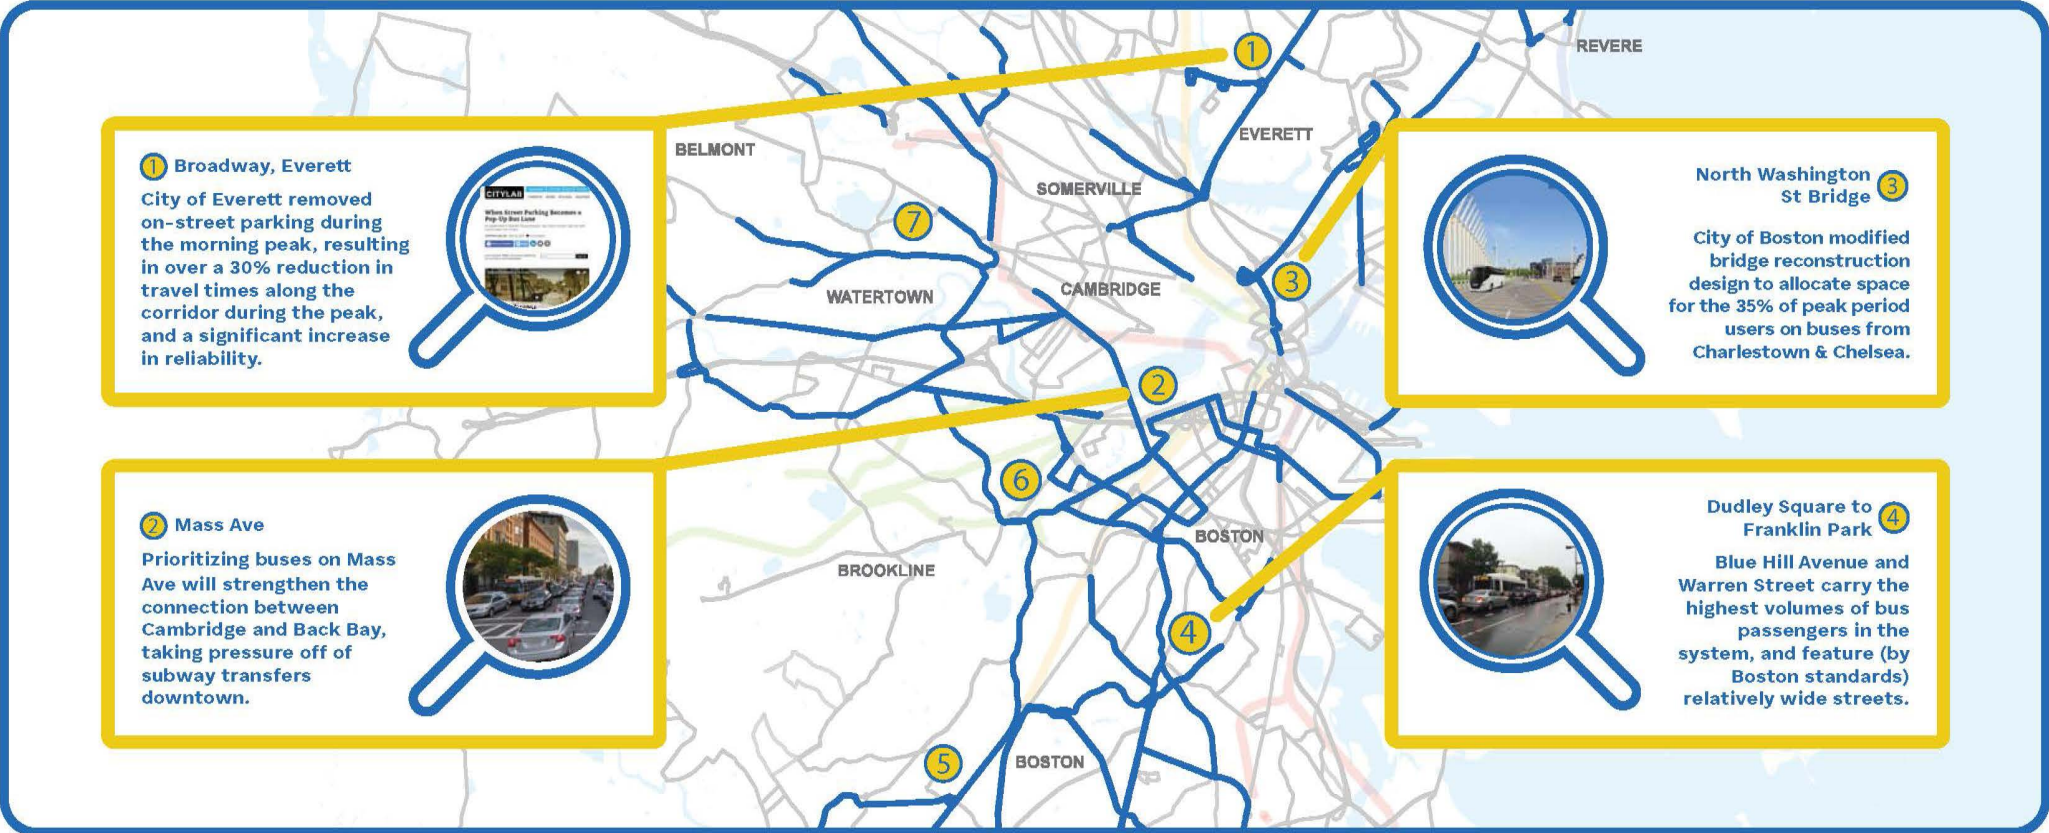 1 Broadway, Everett
City of Everett removed
on-street parking during
the morning peak, resulting
in over a 30% reduction in
travel times along the
corridor during the peak,
and a significant increase
in reliability.
CITYLAB
When Street Parking Becomes a
Pop-Up Bus Lane
2 Mass Ave
Prioritizing buses on Mass
Ave will strengthen the
connection between
Cambridge and Back Bay,
taking pressure off of
subway transfers
downtown.
1
REVERE
EVERETT
BELMONT
SOMERVILLE
7
3
WATERTOWN
CAMBRIDGE
2
6
BOSTON
BROOKLINE
4
5
BOSTON
North Washington
St Bridge 3
City of Boston modified
bridge reconstruction
design to allocate space
for the 35% of peak period
users on buses from
Charlestown & Chelsea.
Dudley Square to
Franklin Park 4
Blue Hill Avenue and
Warren Street carry the
highest volumes of bus
passengers in the
system, and feature (by
Boston standards)
relatively wide streets.